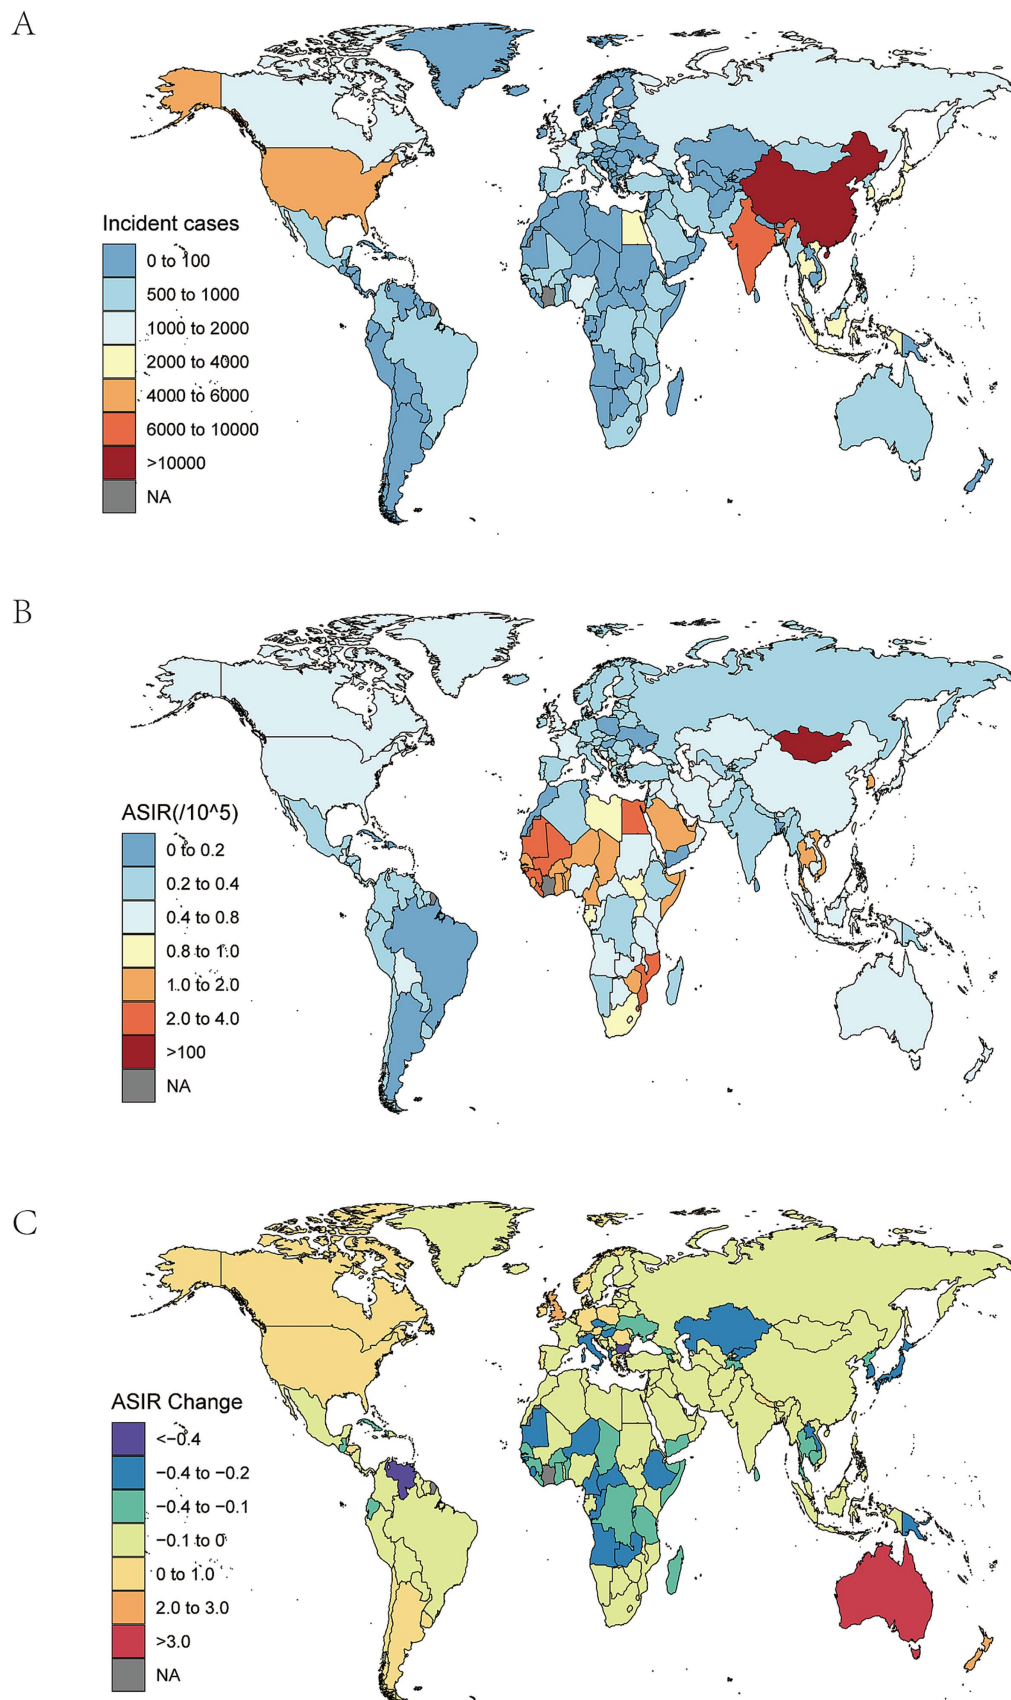 A
Incident cases
0 to 100
500 to 1000
1000 to 2000
2000 to 4000
4000 to 6000
6000 to 10000
>10000
NA
B
ASIR(/10^5)
0 to 0.2
0.2 to 0.4
0.4 to 0.8
0.8 to 1.0
1.0 to 2.0
2.0 to 4.0
>100
NA
C
ASIR Change
<−0.4
−0.4 to −0.2
−0.4 to −0.1
−0.1 to 0
0 to 1.0
2.0 to 3.0
>3.0
NA